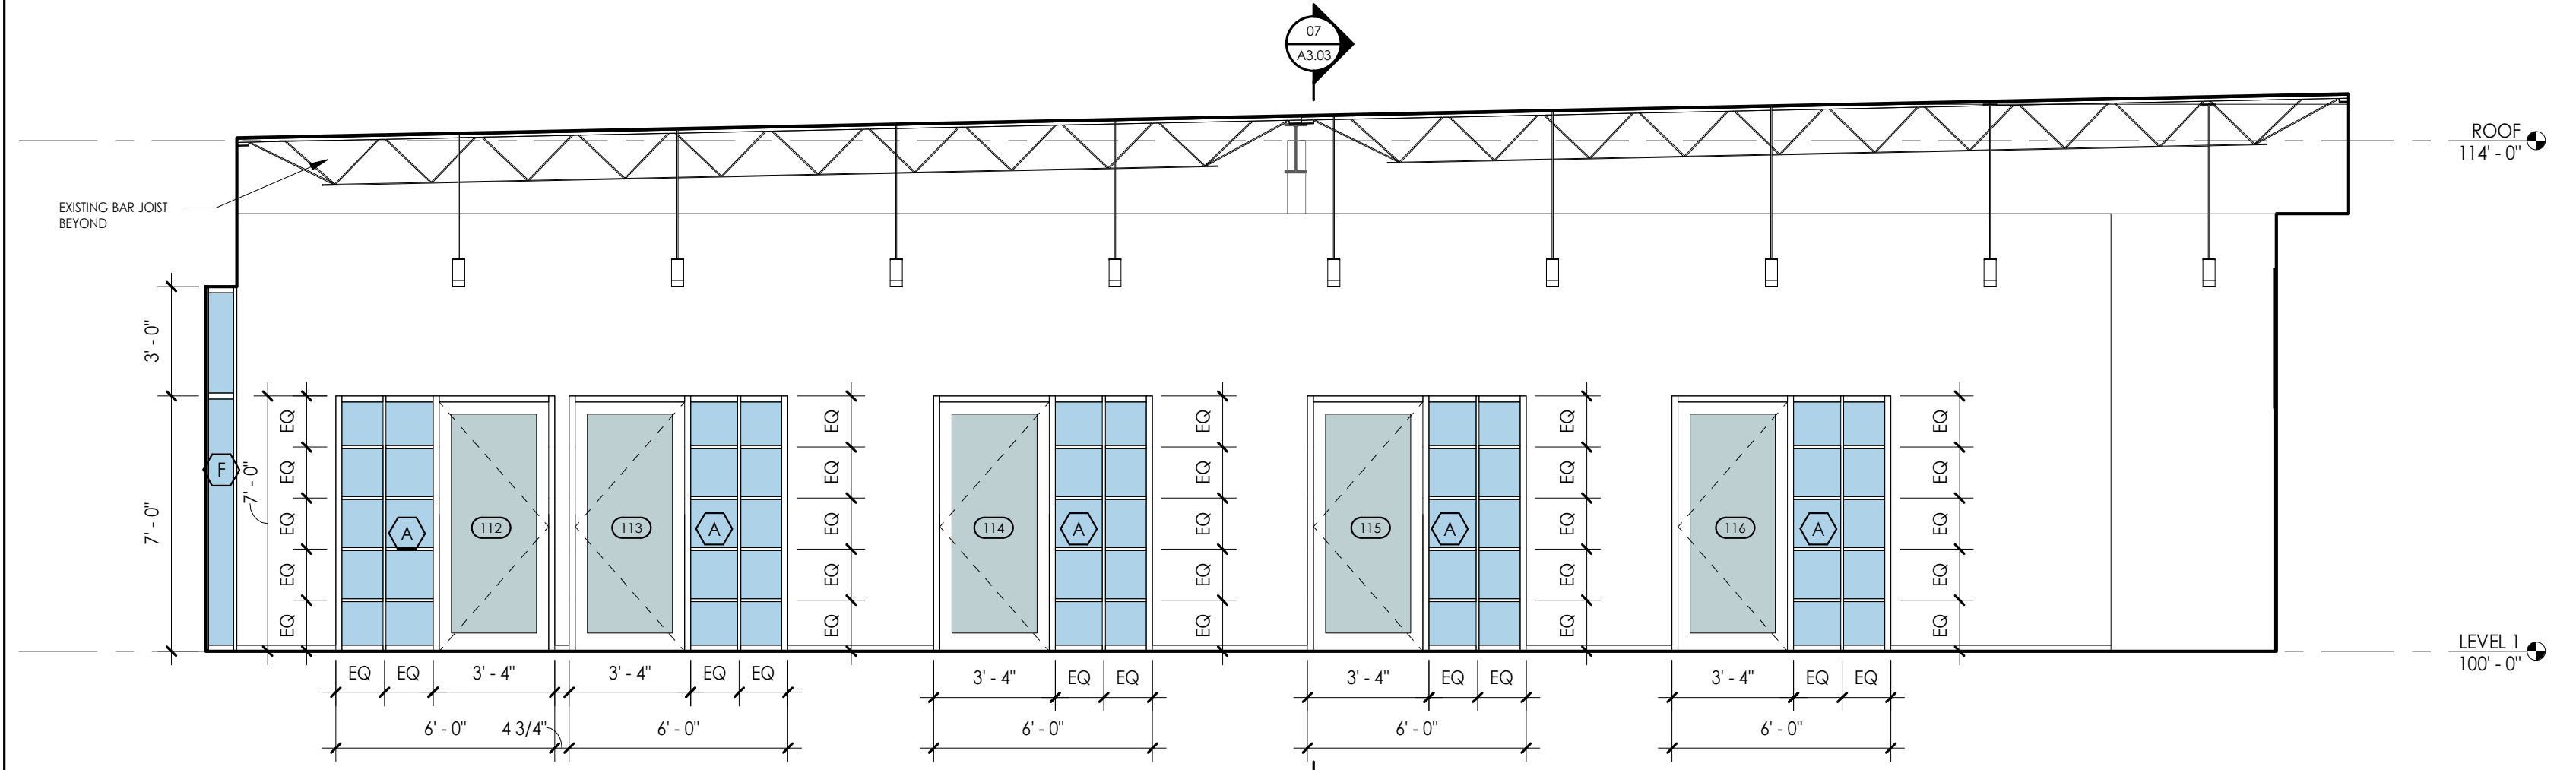 07
A3.03
ROOF
114' - 0"
EXISTING BAR JOIST
BEYOND
3' - 0"
7' - 0"
7' - 0"
F
EQ
EQ
EQ
EQ
EQ
A
112
113
A
EQ
EQ
EQ
EQ
EQ
114
A
EQ
EQ
EQ
EQ
EQ
115
A
EQ
EQ
EQ
EQ
EQ
116
A
EQ
EQ
EQ
EQ
EQ
LEVEL 1
100' - 0"
EQ EQ 3' - 4" 3' - 4" EQ EQ 3' - 4" EQ EQ 3' - 4" EQ EQ 3' - 4" EQ EQ
6' - 0" 4 3/4" 6' - 0" 6' - 0" 6' - 0" 6' - 0"